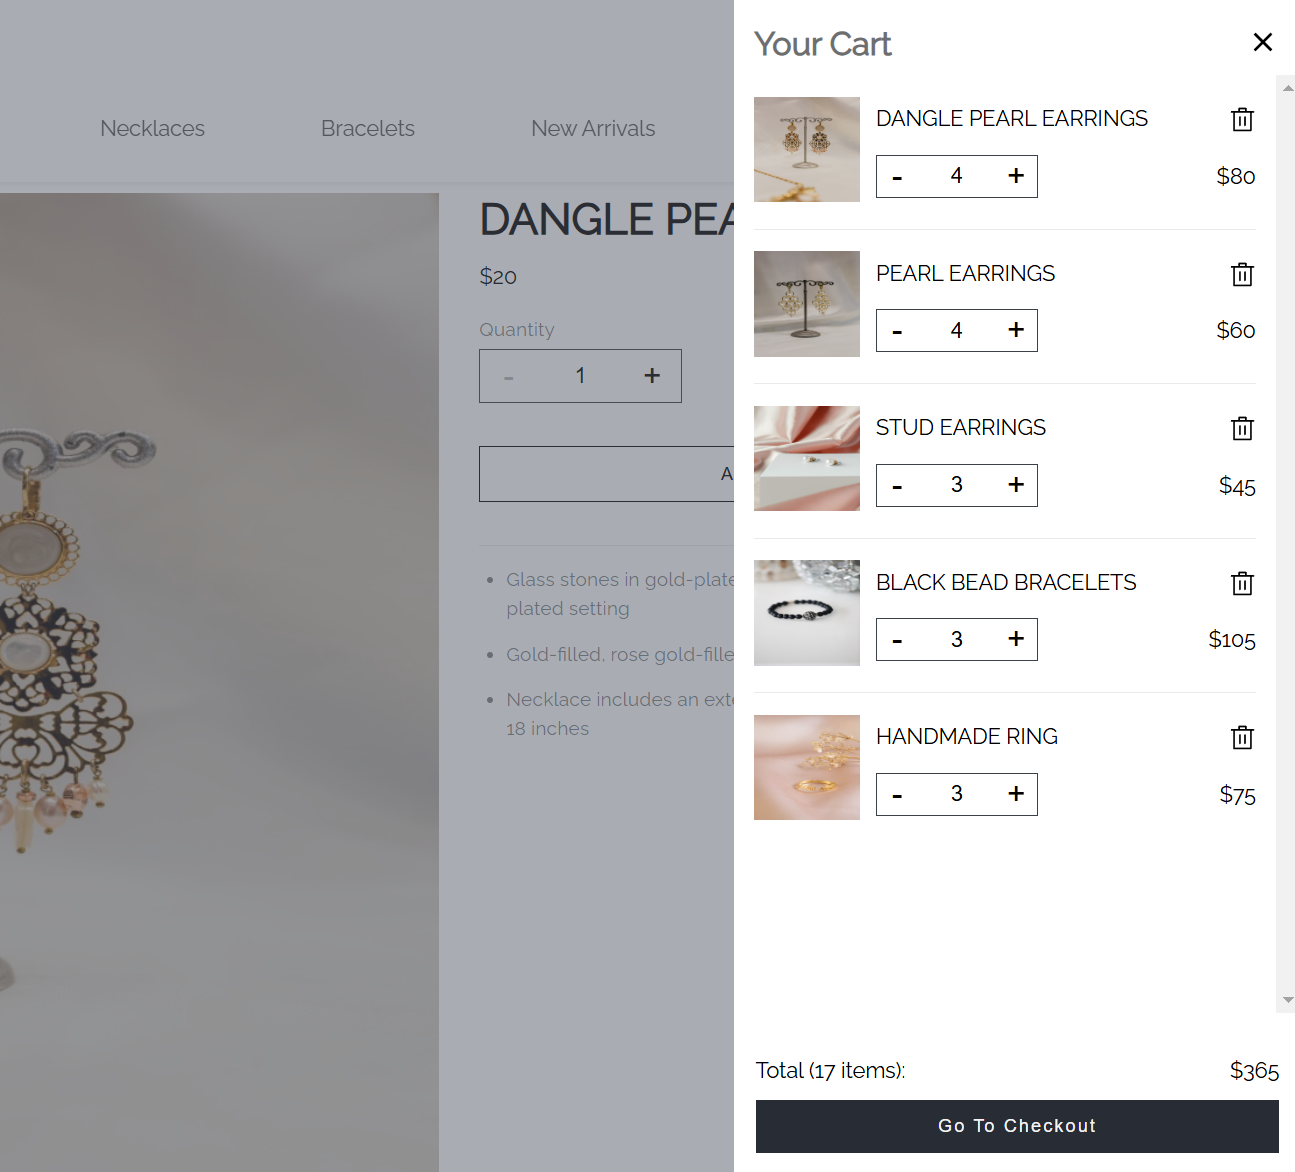 Necklaces
Bracelets
New Arrivals
DANGLE PEA
$20
Quantity
- 1 +
A
Glass stones in gold-plate
plated setting
Gold-filled, rose gold-fille
Necklace includes an exte
18 inches
Your Cart
DANGLE PEARL EARRINGS
- 4 +
$80
PEARL EARRINGS
- 4 +
$60
STUD EARRINGS
- 3 +
$45
BLACK BEAD BRACELETS
- 3 +
$105
HANDMADE RING
- 3 +
$75
Total (17 items):
$365
Go To Checkout